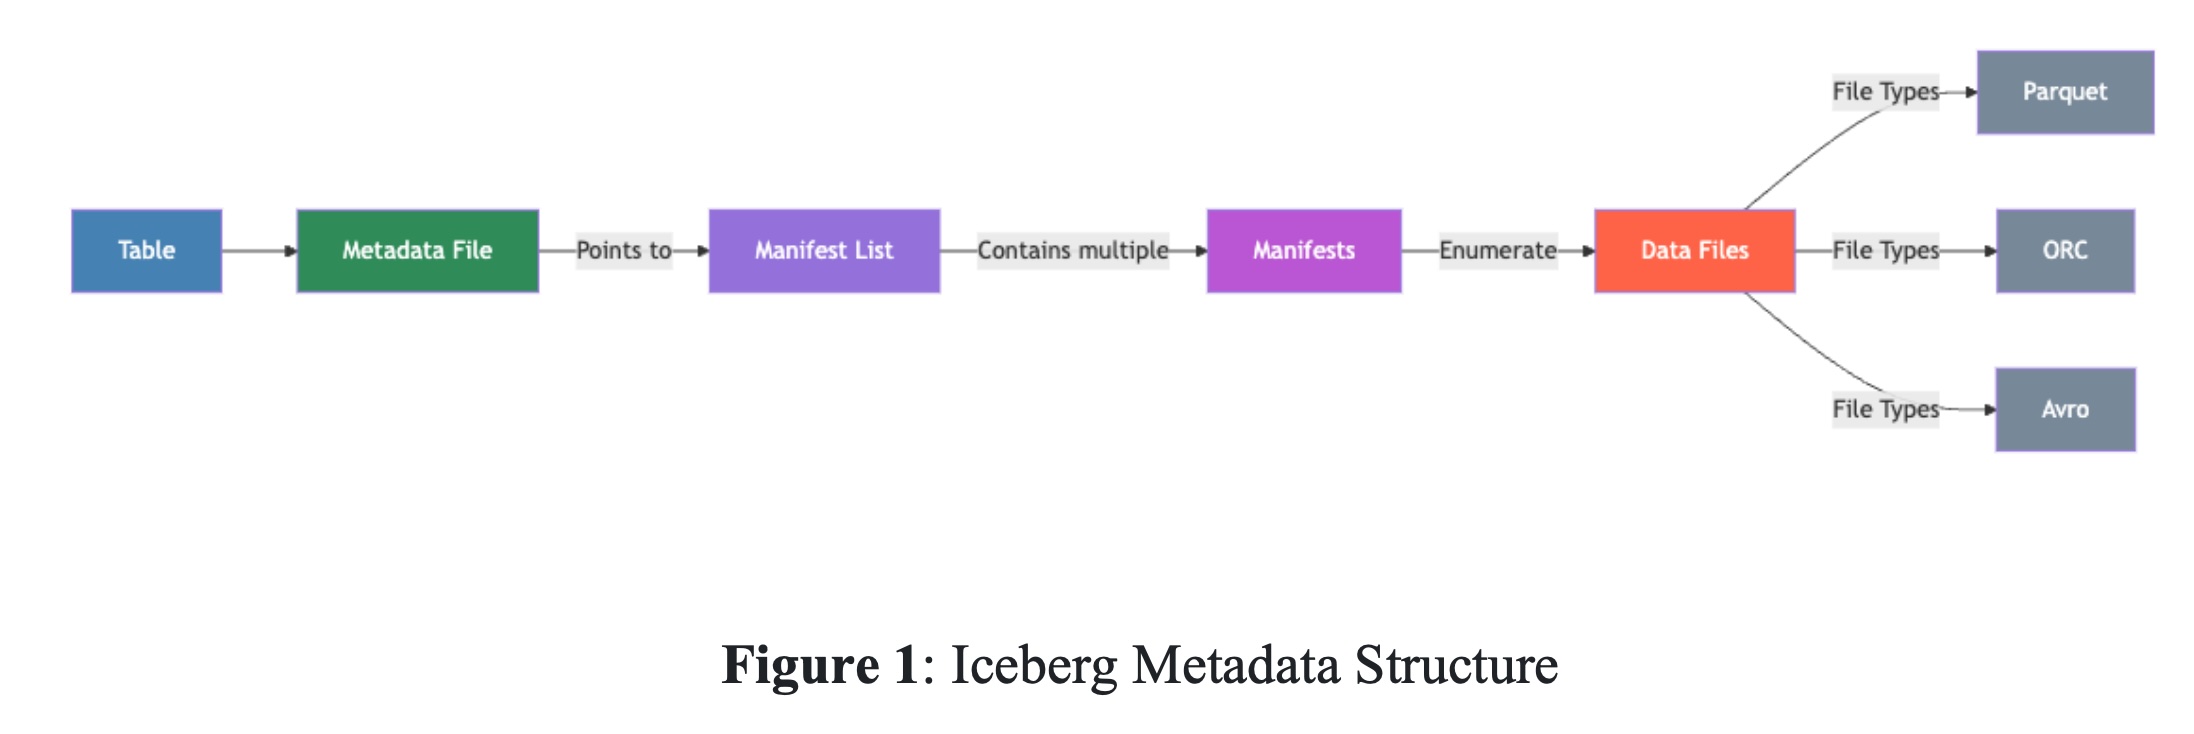 Table
Metadata File
Points to
Manifest List
Contains multiple
Manifests
Enumerate
Data Files
File Types
Parquet
File Types
ORC
File Types
Avro
Figure 1: Iceberg Metadata Structure